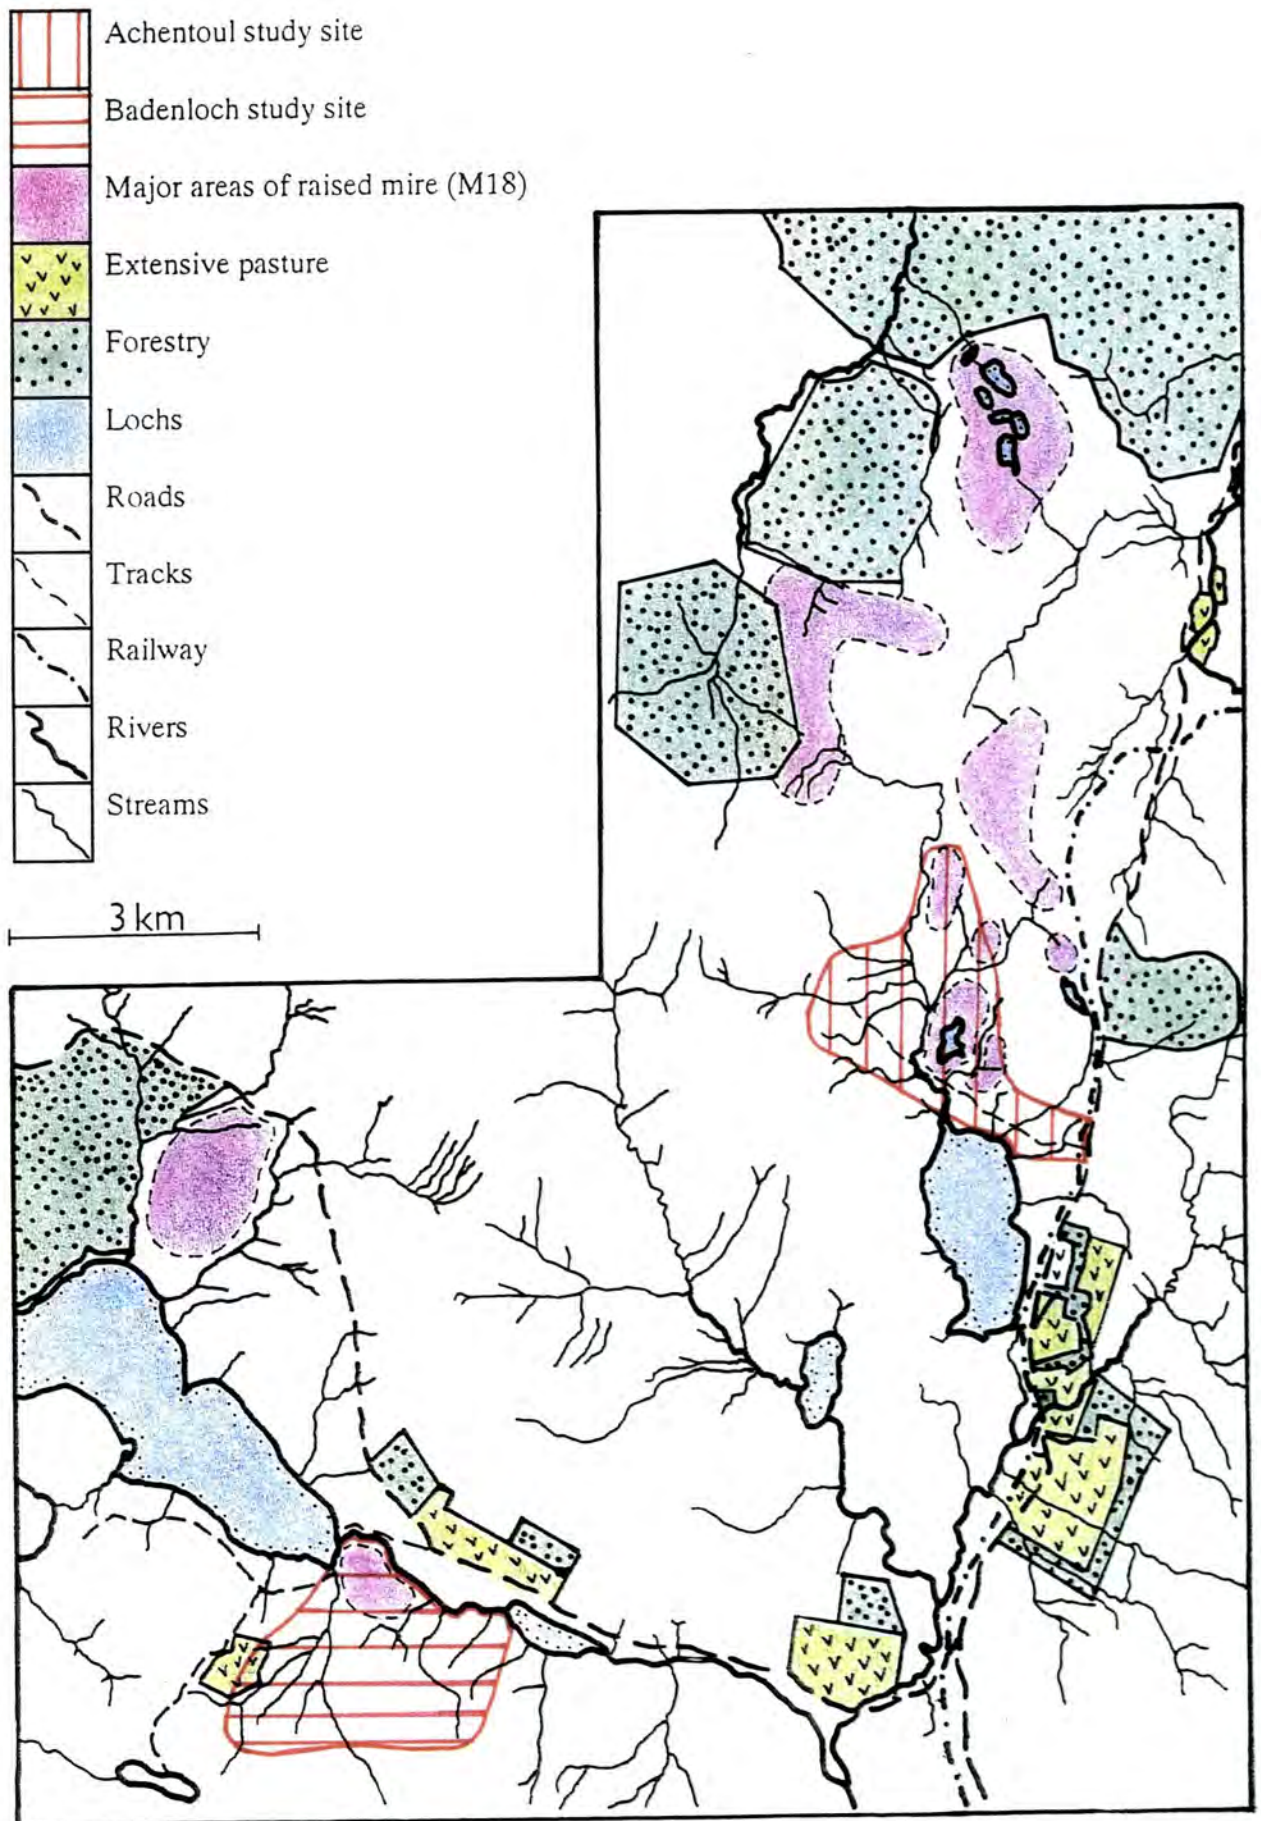 Achentoul study site
Badenloch study site
Major areas of raised mire (M18)
Extensive pasture
Forestry
Lochs
Roads
Tracks
Railway
Rivers
Streams
3 km